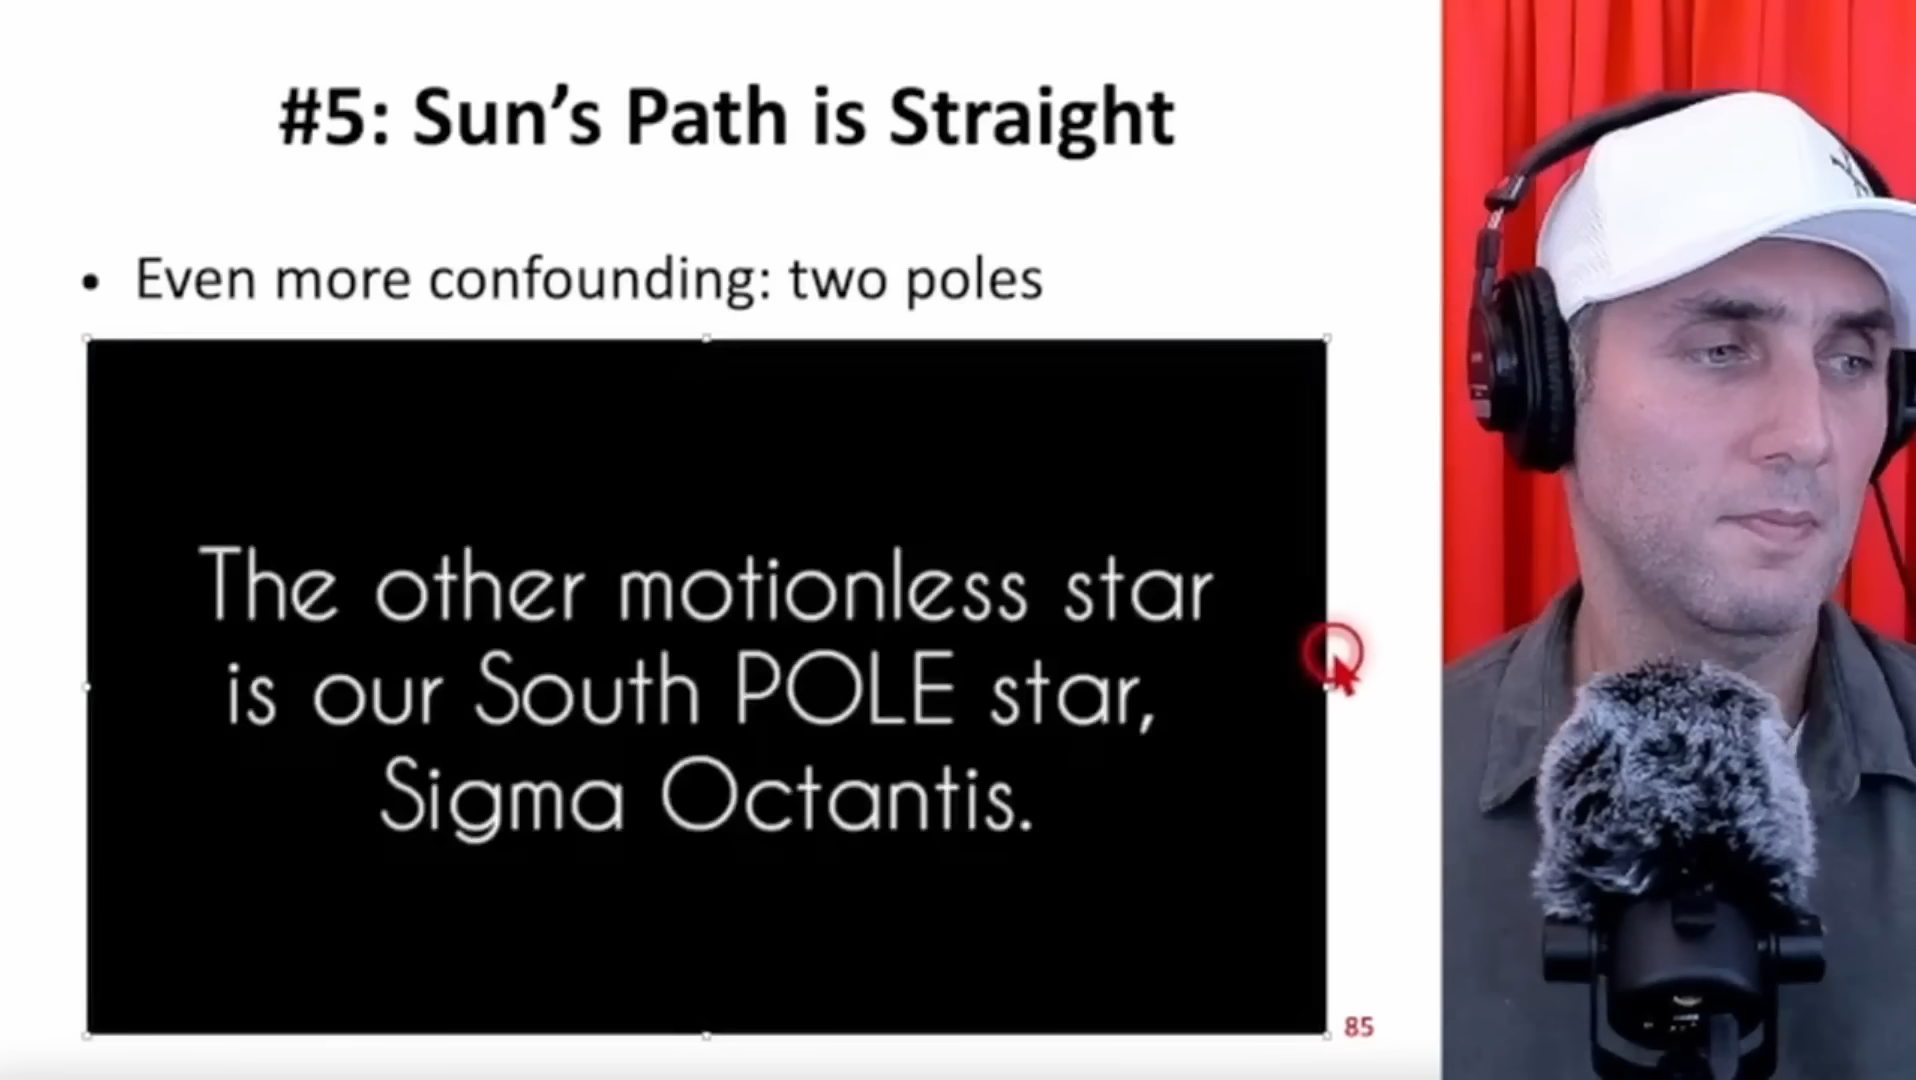 #5: Sun’s Path is Straight
• Even more confounding: two poles
The other motionless star
is our South POLE star,
Sigma Octantis.
85